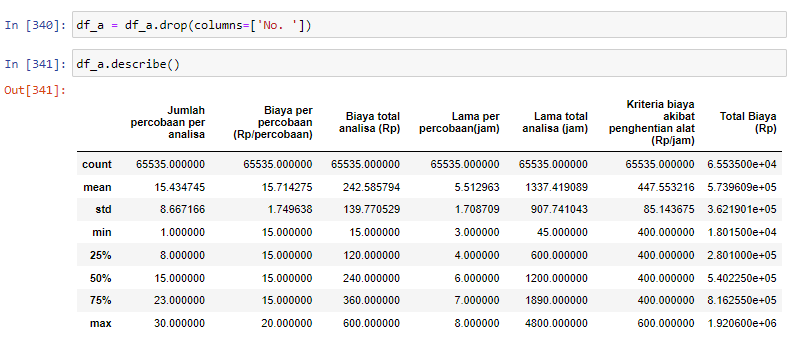 In [340]: df_a = df_a.drop(columns=['No. '])
In [341]: df_a.describe()
Out[341]:
Jumlah percobaan per analisa Biaya per percobaan (Rp/percobaan) Biaya total analisa (Rp) Lama per percobaan(jam) Lama total analisa (jam) Kriteria biaya akibat penghentian alat (Rp/jam) Total Biaya (Rp)
count 65535.000000 65535.000000 65535.000000 65535.000000 65535.000000 65535.000000 6.553500e+04
mean 15.434745 15.714275 242.585794 5.512963 1337.419089 447.553216 5.739609e+05
std 8.667166 1.749638 139.770529 1.708709 907.741043 85.143675 3.621901e+05
min 1.000000 15.000000 15.000000 3.000000 45.000000 400.000000 1.801500e+04
25% 8.000000 15.000000 120.000000 4.000000 600.000000 400.000000 2.801000e+05
50% 15.000000 15.000000 240.000000 6.000000 1200.000000 400.000000 5.402250e+05
75% 23.000000 15.000000 360.000000 7.000000 1890.000000 400.000000 8.162550e+05
max 30.000000 20.000000 600.000000 8.000000 4800.000000 600.000000 1.920600e+06